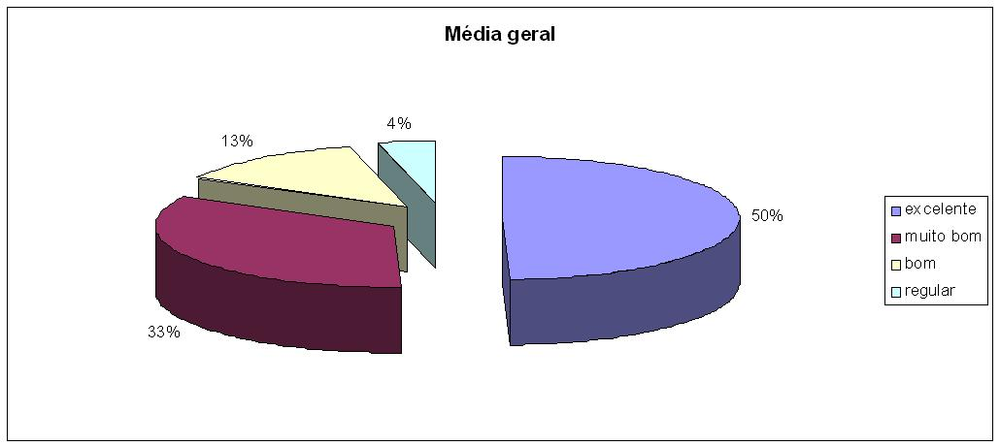 Média geral
4%
13%
50%
33%
excelente
muito bom
bom
regular